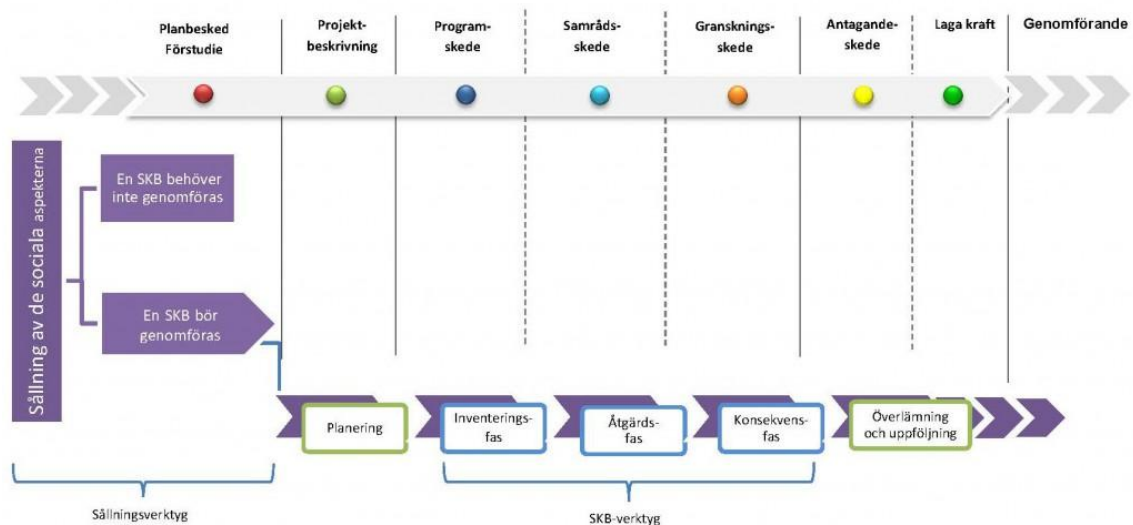 Planbesked
Förstudie
Projekt-
beskrivning
Program-
skede
Samråds-
skede
Gransknings-
skede
Antagande-
skede
Laga kraft
Genomförande
Sållning av de sociala aspekterna
En SKB behöver
inte genomföras
En SKB bör
genomföras
Planering
Inventerings-
fas
Åtgärds-
fas
Konsekvens-
fas
Överlämning
och uppföljning
Sållningsverktyg
SKB-verktyg